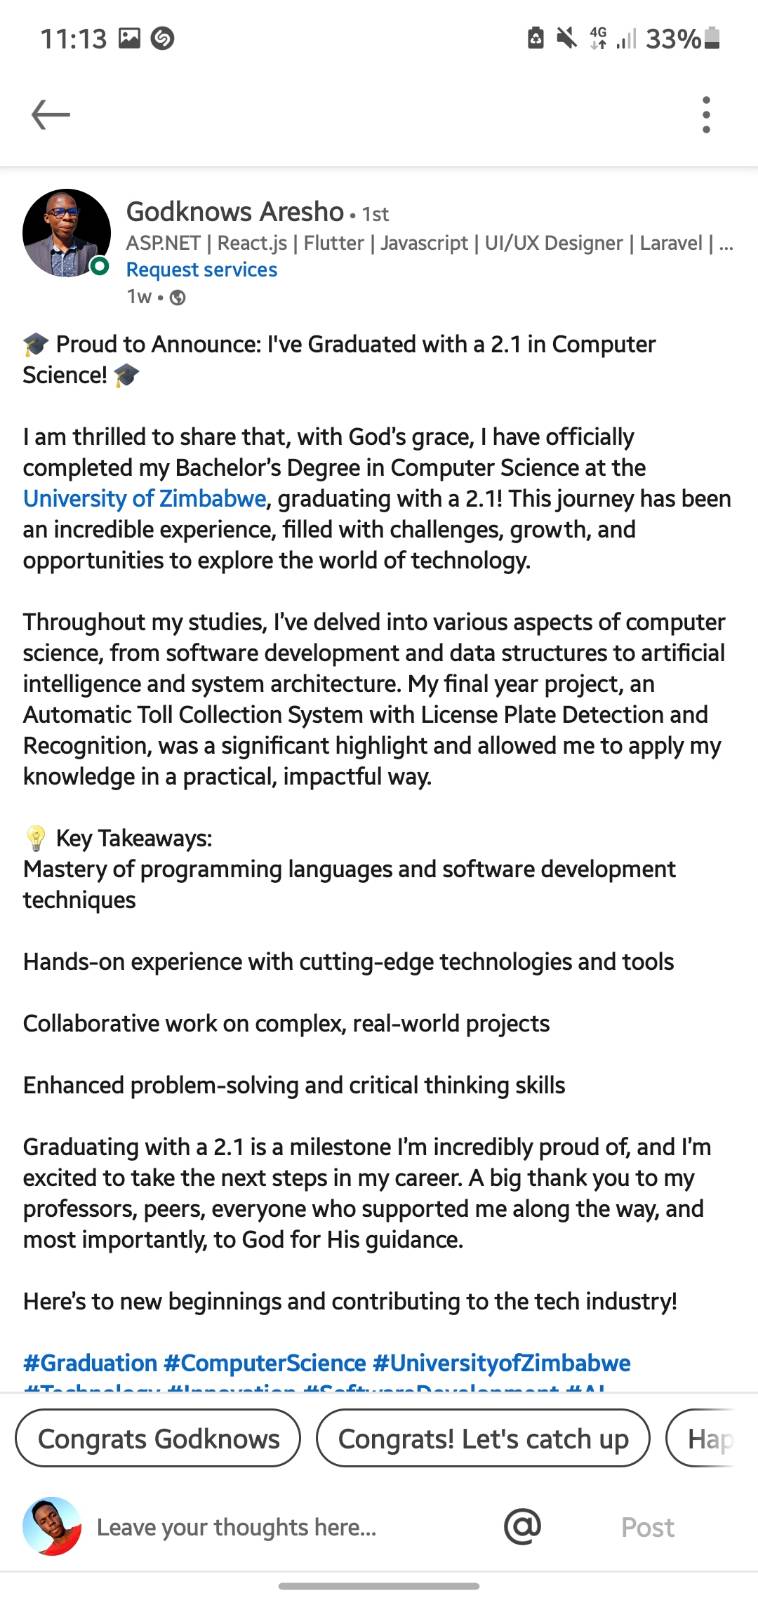 11:13
4G
33%
Godknows Aresho • 1st
ASP.NET | React.js | Flutter | Javascript | UI/UX Designer | Laravel | ...
Request services
1w •
🎓 Proud to Announce: I've Graduated with a 2.1 in Computer
Science! 🎓
I am thrilled to share that, with God's grace, I have officially
completed my Bachelor’s Degree in Computer Science at the
University of Zimbabwe, graduating with a 2.1! This journey has been
an incredible experience, filled with challenges, growth, and
opportunities to explore the world of technology.
Throughout my studies, I’ve delved into various aspects of computer
science, from software development and data structures to artificial
intelligence and system architecture. My final year project, an
Automatic Toll Collection System with License Plate Detection and
Recognition, was a significant highlight and allowed me to apply my
knowledge in a practical, impactful way.
💡 Key Takeaways:
Mastery of programming languages and software development
techniques
Hands-on experience with cutting-edge technologies and tools
Collaborative work on complex, real-world projects
Enhanced problem-solving and critical thinking skills
Graduating with a 2.1 is a milestone I’m incredibly proud of, and I’m
excited to take the next steps in my career. A big thank you to my
professors, peers, everyone who supported me along the way, and
most importantly, to God for His guidance.
Here’s to new beginnings and contributing to the tech industry!
#Graduation #ComputerScience #UniversityofZimbabwe
#Technology #Innovation #SoftwareDevelopment #AI
Congrats Godknows
Congrats! Let's catch up
Hap
Leave your thoughts here...
@
Post